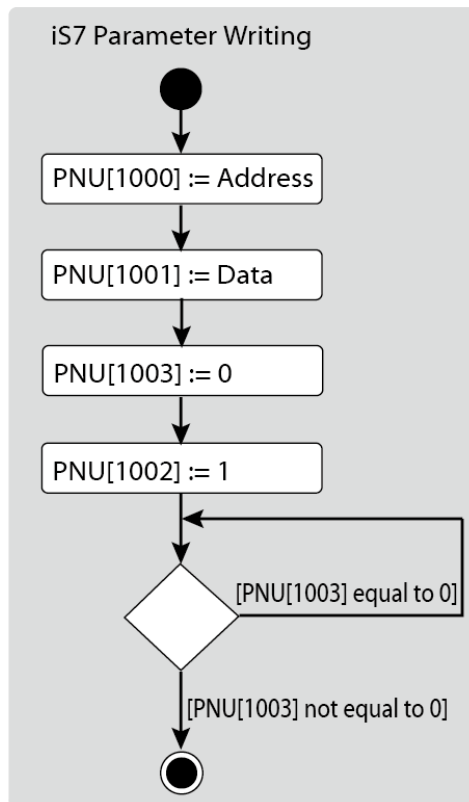 iS7 Parameter Writing
PNU[1000] := Address
PNU[1001] := Data
PNU[1003] := 0
PNU[1002] := 1
[PNU[1003] equal to 0]
[PNU[1003] not equal to 0]